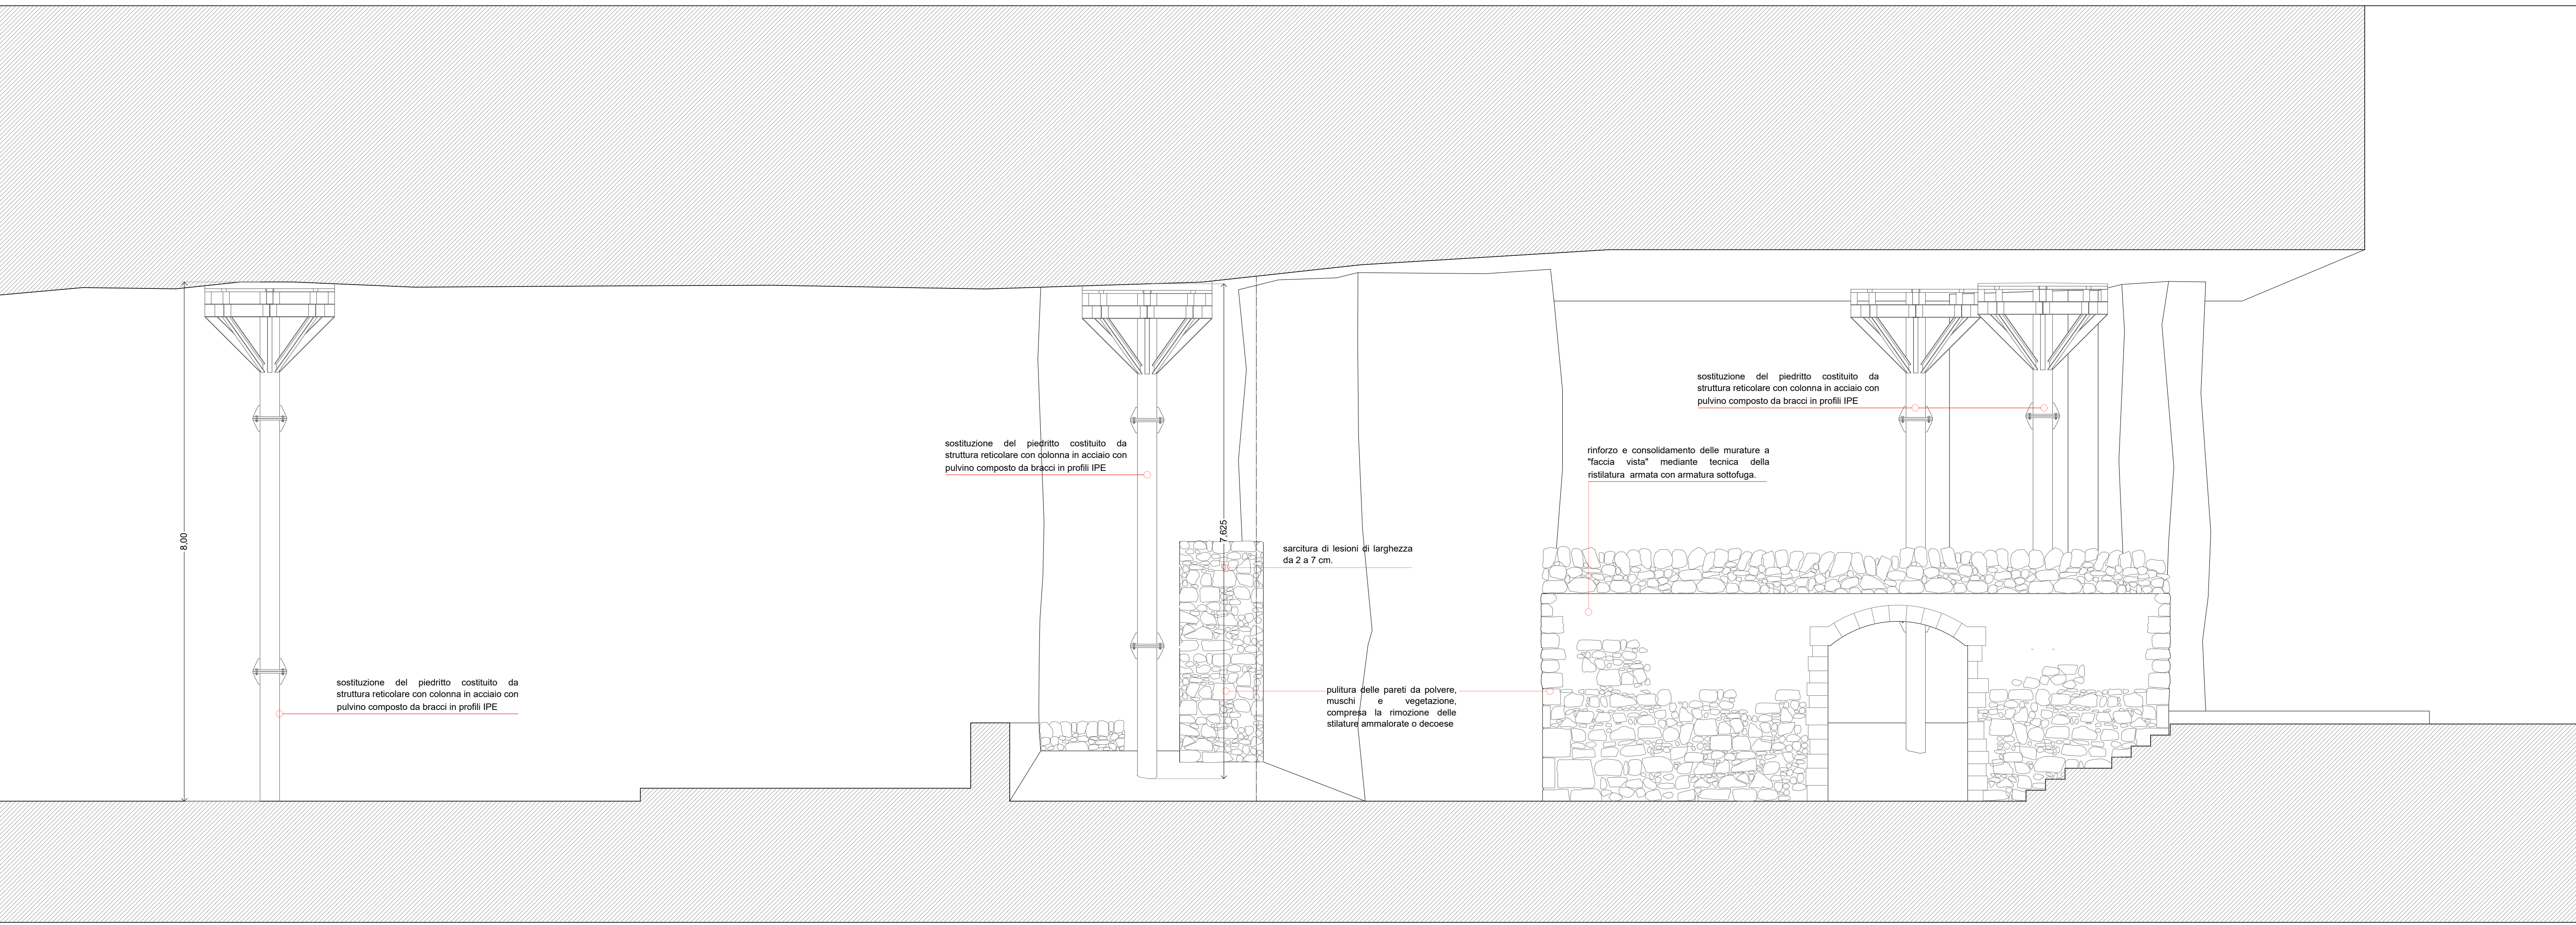 sostituzione del piedritto costituito da
struttura reticolare con colonna in acciaio con
pulvino composto da bracci in profili IPE
sostituzione del piedritto costituito da
struttura reticolare con colonna in acciaio con
pulvino composto da bracci in profili IPE
rinforzo e consolidamento delle murature a
"faccia vista" mediante tecnica della
ristilatura armata con armatura sottofuga.
8,00
7,625
sarcitura di lesioni di larghezza
da 2 a 7 cm.
sostituzione del piedritto costituito da
struttura reticolare con colonna in acciaio con
pulvino composto da bracci in profili IPE
pulitura delle pareti da polvere,
muschi e vegetazione,
compresa la rimozione delle
stilature ammalorate o decoese